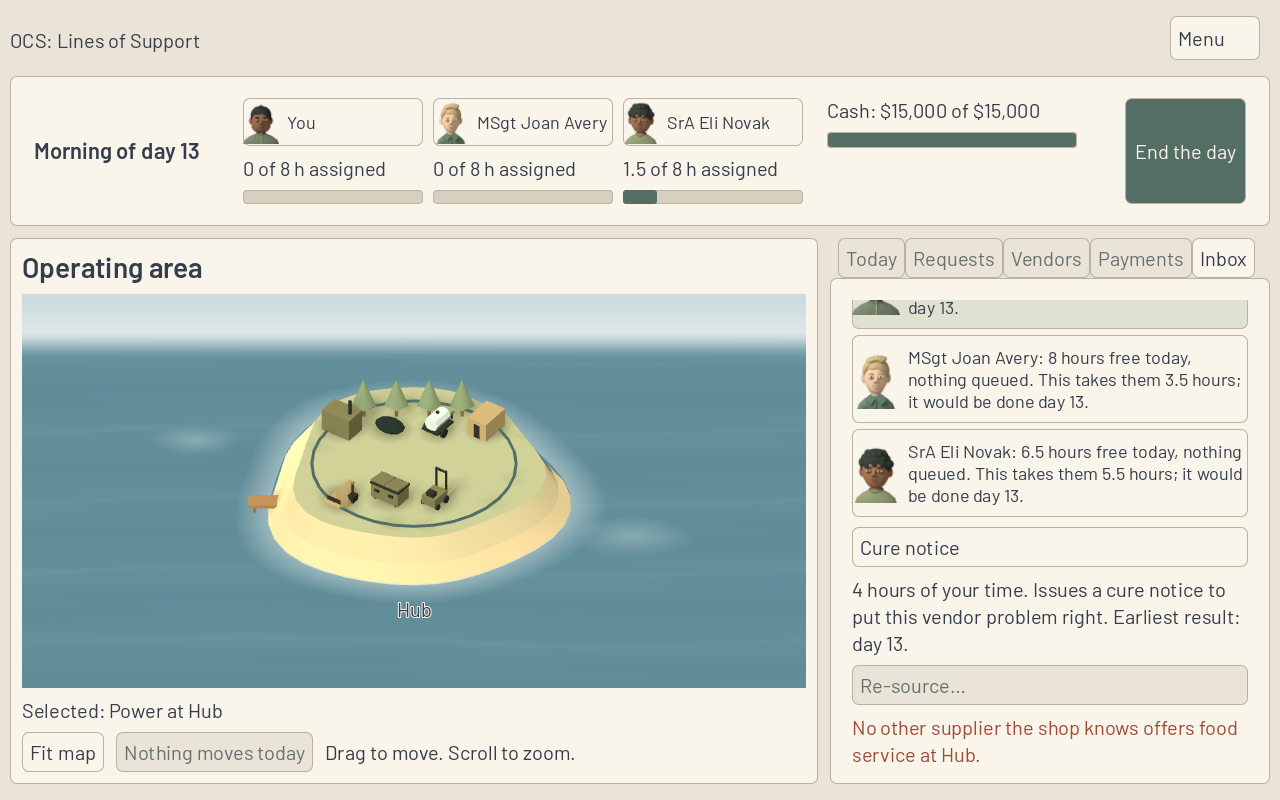 OCS: Lines of Support
Menu
Morning of day 13
You
0 of 8 h assigned
MSgt Joan Avery
0 of 8 h assigned
SrA Eli Novak
1.5 of 8 h assigned
Cash: $15,000 of $15,000
End the day
Operating area
Hub
Selected: Power at Hub
Fit map
Nothing moves today
Drag to move. Scroll to zoom.
Today
Requests
Vendors
Payments
Inbox
day 13.
MSgt Joan Avery: 8 hours free today,
nothing queued. This takes them 3.5 hours;
it would be done day 13.
SrA Eli Novak: 6.5 hours free today, nothing
queued. This takes them 5.5 hours; it would
be done day 13.
Cure notice
4 hours of your time. Issues a cure notice to
put this vendor problem right. Earliest result:
day 13.
Re-source...
No other supplier the shop knows offers food
service at Hub.